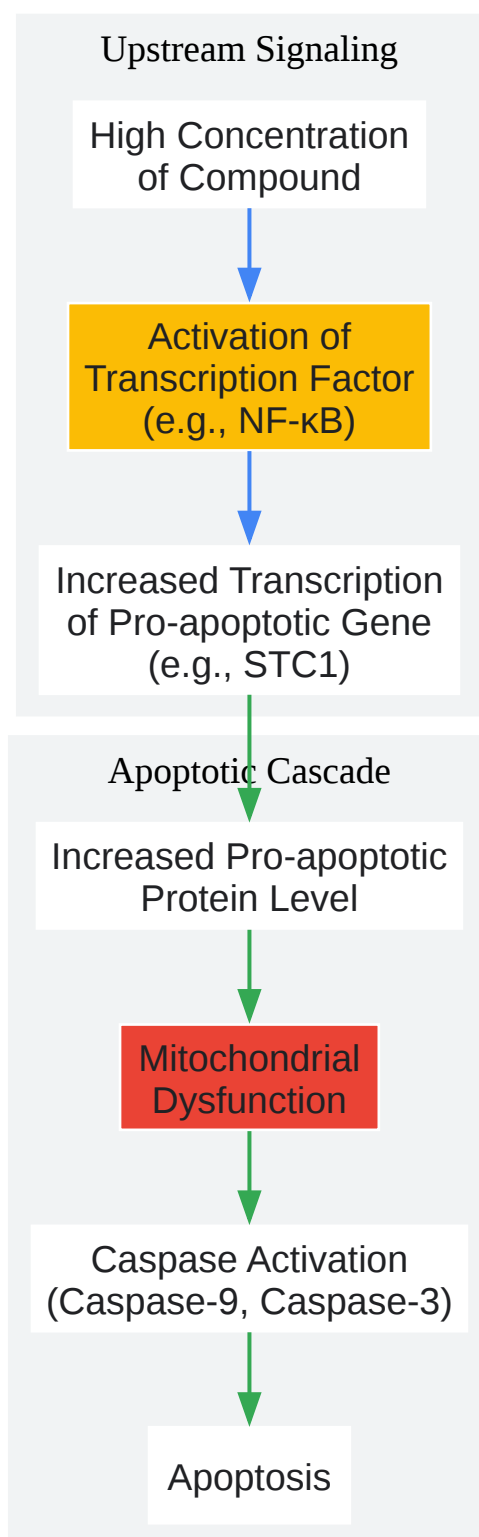 Upstream Signaling
High Concentration
of Compound
Activation of
Transcription Factor
(e.g., NF-κB)
Increased Transcription
of Pro-apoptotic Gene
(e.g., STC1)
Apoptotic Cascade
Increased Pro-apoptotic
Protein Level
Mitochondrial
Dysfunction
Caspase Activation
(Caspase-9, Caspase-3)
Apoptosis